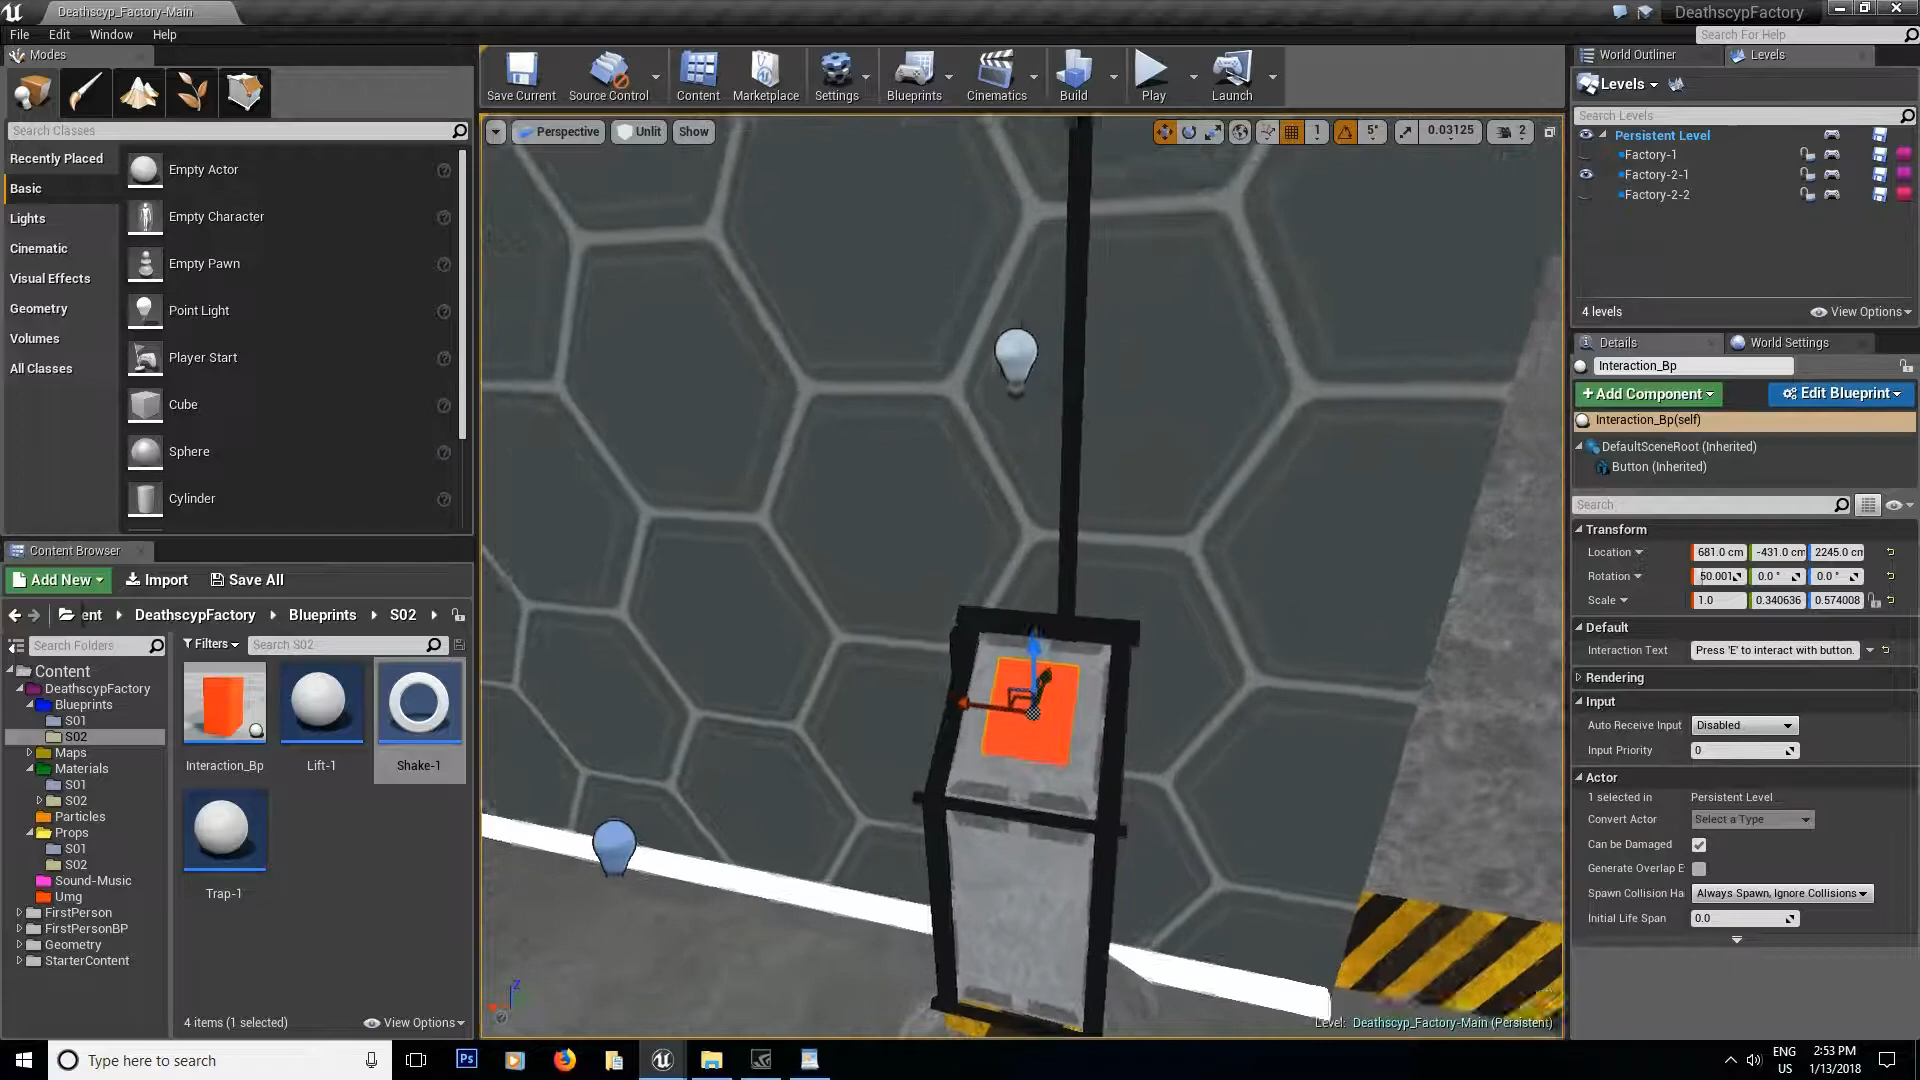 Deathscyp_Factory-Main
DeathscypFactory
File Edit Window Help
Search For Help
Modes
Search Classes
Recently Placed
Basic
Lights
Cinematic
Visual Effects
Geometry
Volumes
All Classes
Empty Actor
Empty Character
Empty Pawn
Point Light
Player Start
Cube
Sphere
Cylinder
Save Current
Source Control
Content
Marketplace
Settings
Blueprints
Cinematics
Build
Play
Launch
Perspective
Unlit
Show
1
5°
0.03125
2
World Outliner
Levels
Levels
Search Levels
Persistent Level
Factory-1
Factory-2-1
Factory-2-2
4 levels
View Options
Details
World Settings
Interaction_Bp
+Add Component
Edit Blueprint
Interaction_Bp(self)
DefaultSceneRoot (Inherited)
Button (Inherited)
Search
Transform
Location 681.0 cm -431.0 cm 2245.0 cm
Rotation 50.001 0.0 ° 0.0 °
Scale 1.0 0.340636 0.574008
Default
Interaction Text Press 'E' to interact with button.
Rendering
Input
Auto Receive Input Disabled
Input Priority 0
Actor
1 selected in Persistent Level
Convert Actor Select a Type
Can be Damaged
Generate Overlap E
Spawn Collision Ha Always Spawn, Ignore Collisions
Initial Life Span 0.0
Content Browser
Add New
Import
Save All
ent DeathscypFactory Blueprints S02
Search Folders
Filters
Search S02
Content
DeathscypFactory
Blueprints
S01
S02
Maps
Materials
S01
S02
Particles
Props
S01
S02
Sound-Music
Umg
FirstPerson
FirstPersonBP
Geometry
StarterContent
Interaction_Bp
Lift-1
Shake-1
Trap-1
4 items (1 selected)
View Options
Z
Level: Deathscyp_Factory-Main (Persistent)
Type here to search
Ps
ENG
US
2:53 PM
1/13/2018